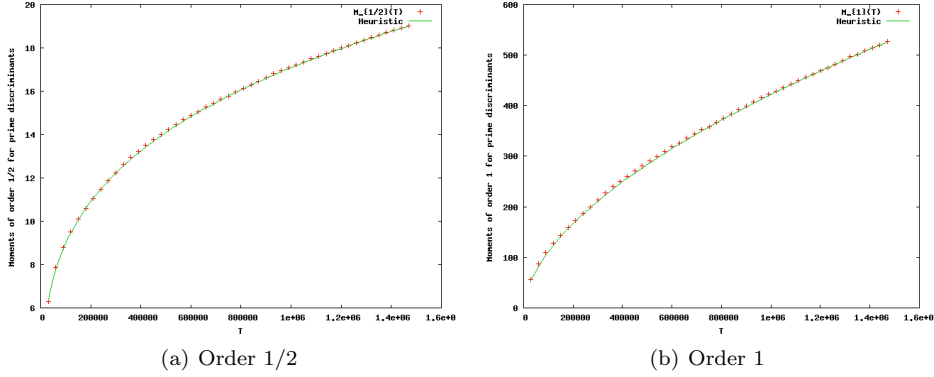 M_{1/2}(T)
Heuristic
Moments of order 1/2 for prime discriminants
20
18
16
14
12
10
8
6
0 200000 400000 600000 800000 1e+06 1.2e+06 1.4e+06 1.6e+0
T
(a) Order 1/2
M_{1}(T)
Heuristic
Moments of order 1 for prime discriminants
600
500
400
300
200
100
0
0 200000 400000 600000 800000 1e+06 1.2e+06 1.4e+06 1.6e+0
T
(b) Order 1